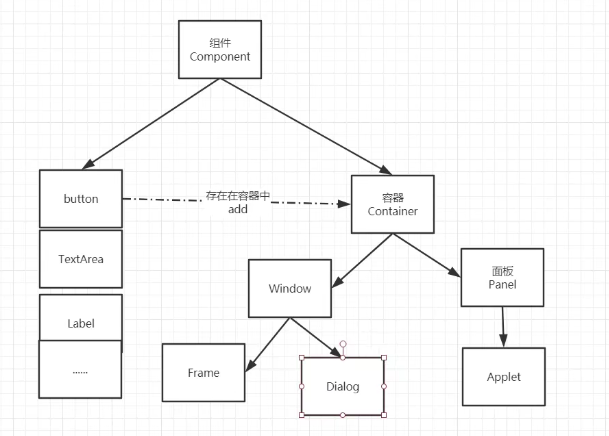 组件
Component
button
存在在容器中
add
容器
Container
TextArea
Window
面板
Panel
Label
......
Frame
Dialog
Applet